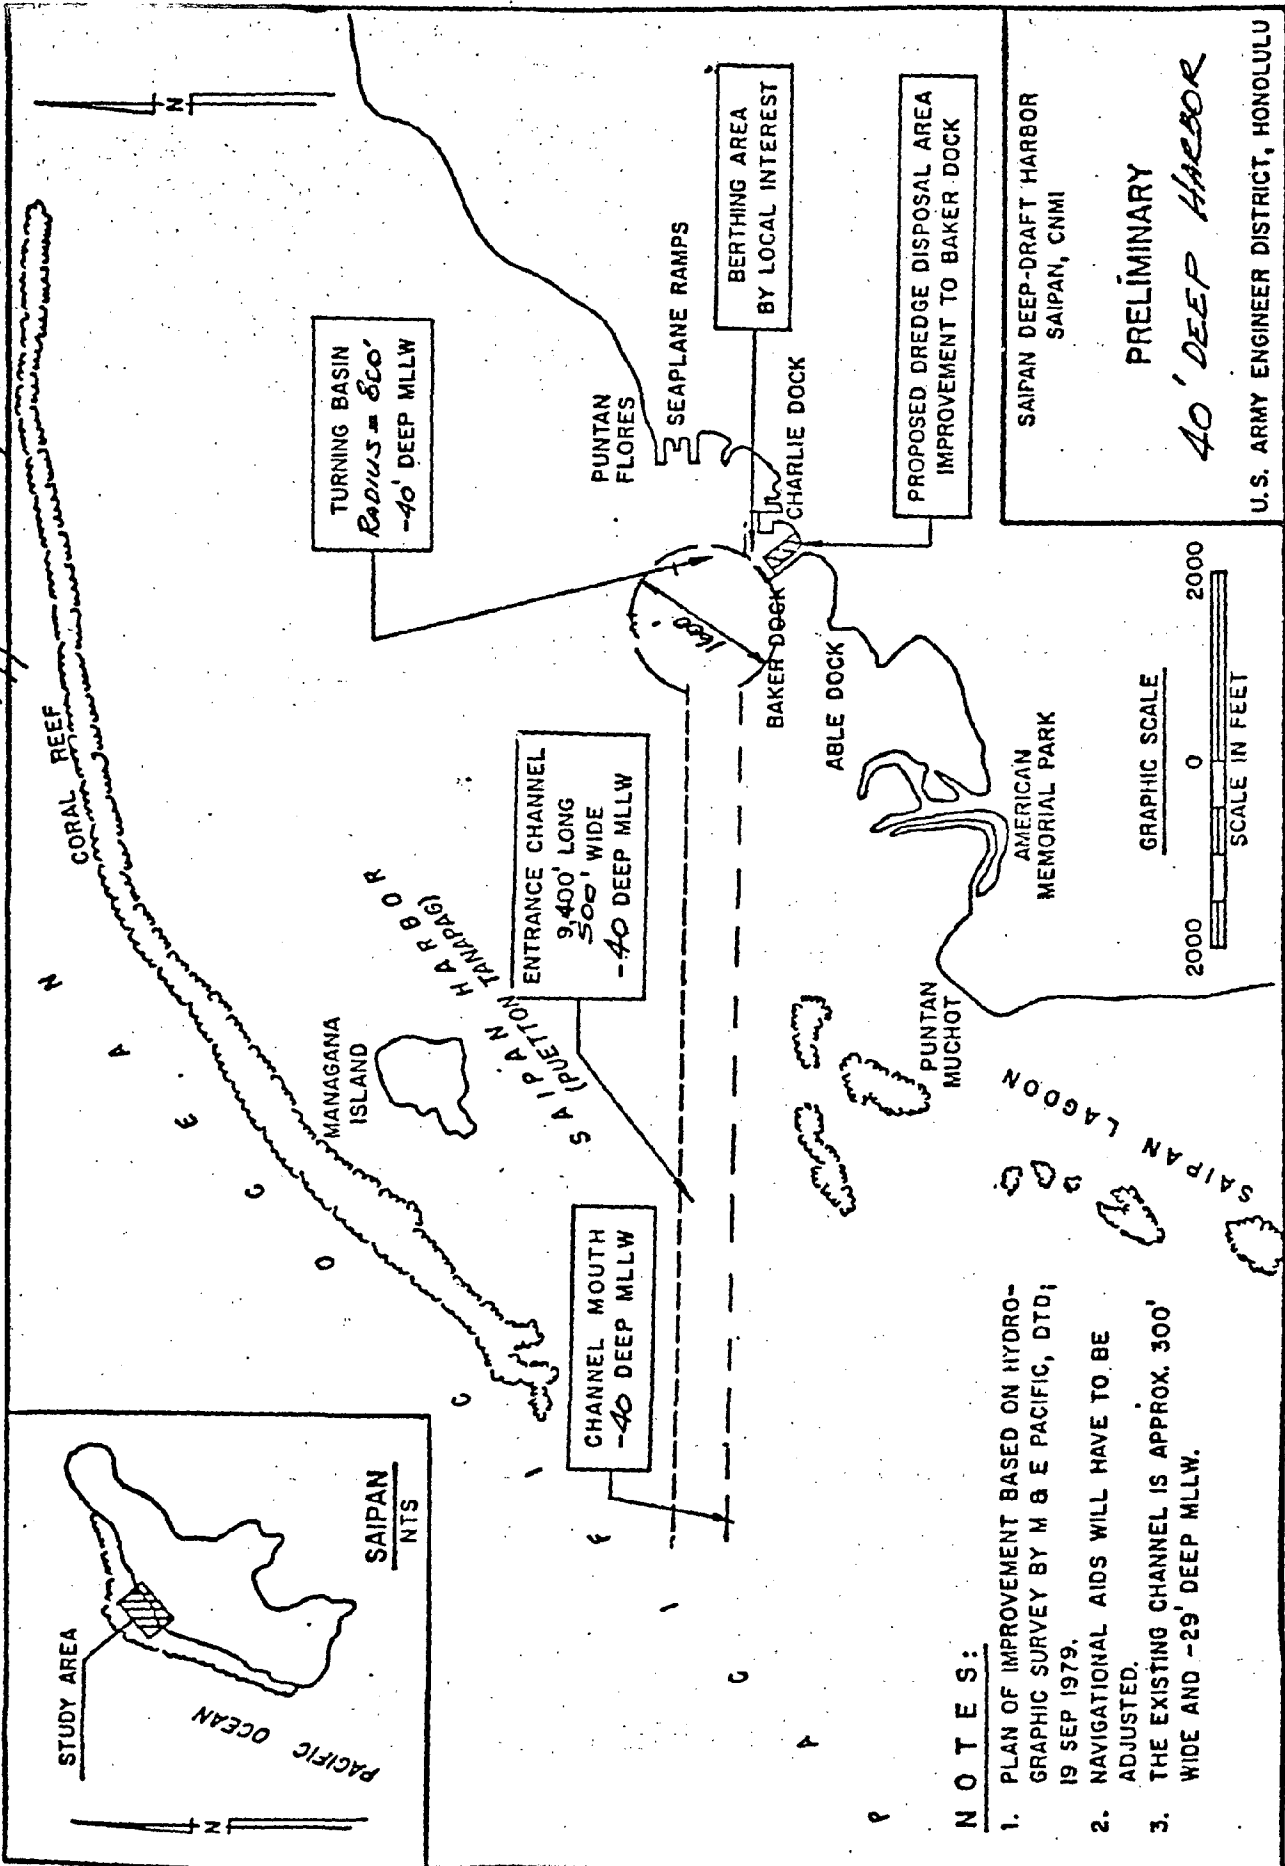 STUDY AREA
PACIFIC OCEAN
N
SAIPAN
NTS
PACIFIC OCEAN
CORAL REEF
N
MANAGANA
ISLAND
SAIPAN HARBOR
(PUETTON TANAPAG)
TURNING BASIN
RADIUS = 800'
-40' DEEP MLLW
CHANNEL MOUTH
-40 DEEP MLLW
ENTRANCE CHANNEL
9,400' LONG
500' WIDE
-40 DEEP MLLW
1600'
PUNTAN
FLORES
SEAPLANE RAMPS
BERTHING AREA
BY LOCAL INTEREST
CHARLIE DOCK
BAKER DOCK
ABLE DOCK
PROPOSED DREDGE DISPOSAL AREA
IMPROVEMENT TO BAKER DOCK
AMERICAN
MEMORIAL PARK
PUNTAN
MUCHOT
SAIPAN LAGOON
NOTES:
1. PLAN OF IMPROVEMENT BASED ON HYDRO-
GRAPHIC SURVEY BY M & E PACIFIC, DTD;
19 SEP 1979.
2. NAVIGATIONAL AIDS WILL HAVE TO BE
ADJUSTED.
3. THE EXISTING CHANNEL IS APPROX. 300'
WIDE AND -29' DEEP MLLW.
GRAPHIC SCALE
2000 0 2000
SCALE IN FEET
SAIPAN DEEP-DRAFT HARBOR
SAIPAN, CNMI
PRELIMINARY
40' DEEP HARBOR
U.S. ARMY ENGINEER DISTRICT, HONOLULU